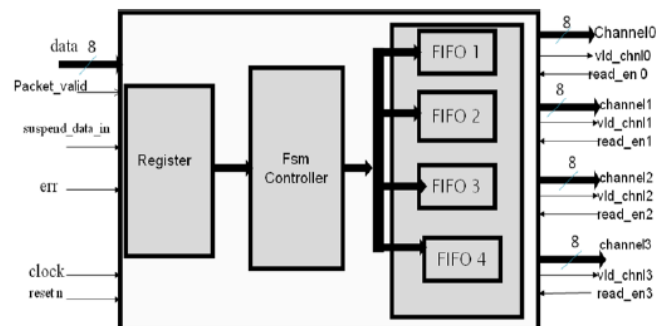 data 8
Packet_valid
suspend_data_in
err
clock
resetn
Register
Fsm
Controller
FIFO 1
FIFO 2
FIFO 3
FIFO 4
8
Channel0
vld_chnl0
read_en 0
8
channel1
vld_chnl1
read_en1
8
channel2
vld_chnl2
read_en2
8
channel3
vld_chnl3
read_en3